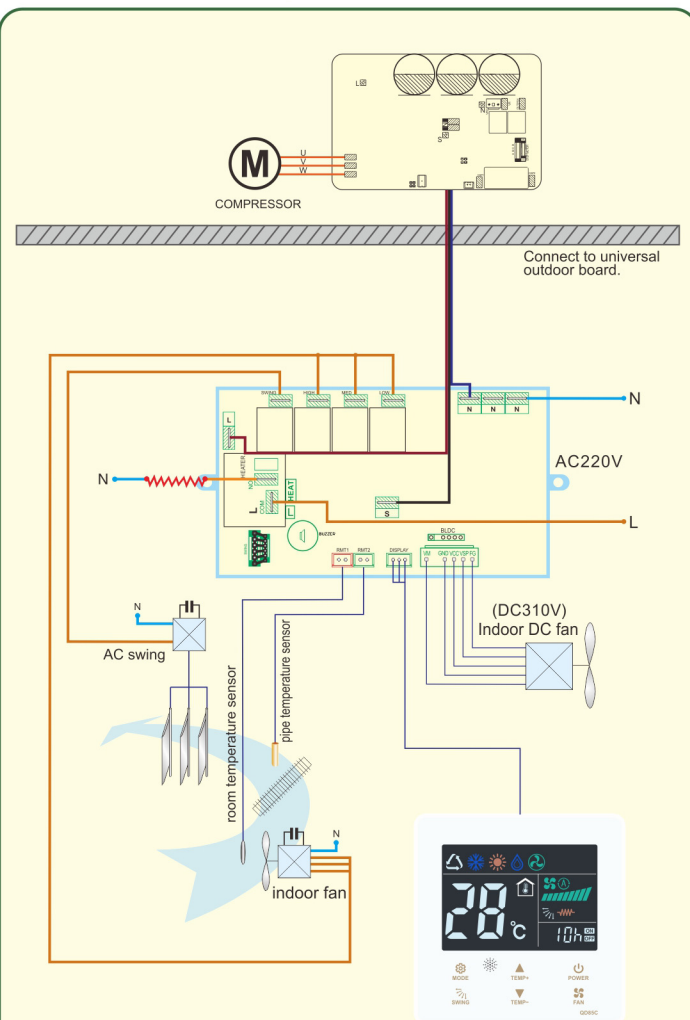 L
S
U
V
W
M
COMPRESSOR
Connect to universal
outdoor board.
SWING
HIGH
MED
LOW
L
N N N
N
HEATER
NO
N
AC220V
L
COM
HEAT
S
L
BUZZER
BLDC
RMT1
RMT2
DISPLAY
VM GND VCC VSP FG
N
AC swing
(DC310V)
Indoor DC fan
room temperature sensor
pipe temperature sensor
N
indoor fan
A
28 °C
10h ON
OFF
MODE
TEMP+
POWER
SWING
TEMP−
FAN
QD85C